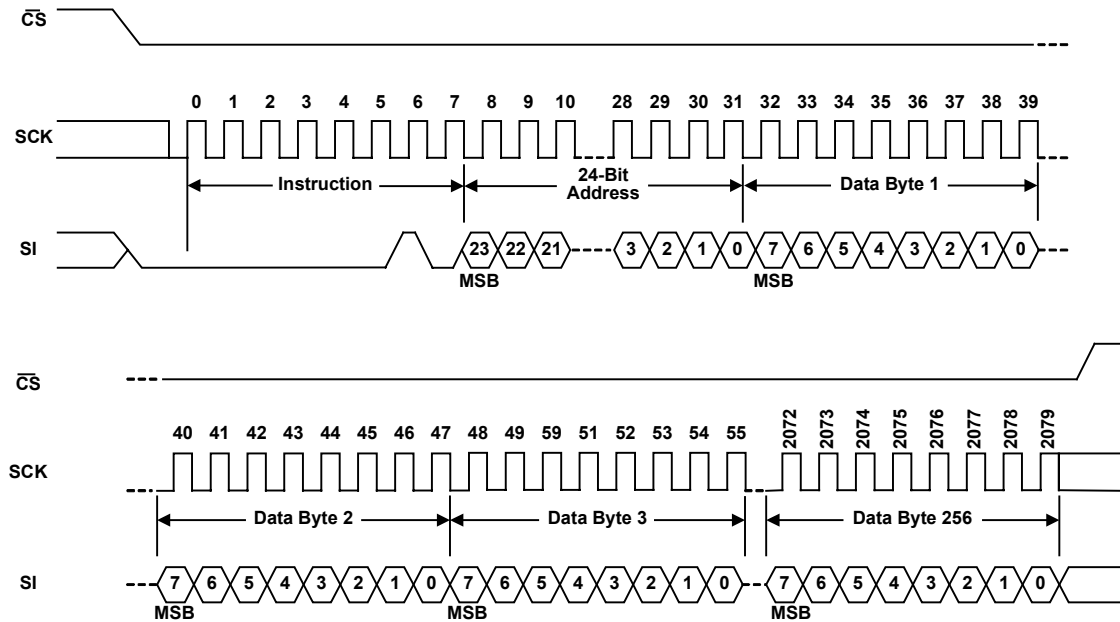 CS
0 1 2 3 4 5 6 7 8 9 10 28 29 30 31 32 33 34 35 36 37 38 39
SCK
Instruction 24-Bit Address Data Byte 1
SI 23 22 21 3 2 1 0 7 6 5 4 3 2 1 0
MSB MSB
CS
40 41 42 43 44 45 46 47 48 49 59 51 52 53 54 55 2072 2073 2074 2075 2076 2077 2078 2079
SCK
Data Byte 2 Data Byte 3 Data Byte 256
SI 7 6 5 4 3 2 1 0 7 6 5 4 3 2 1 0 7 6 5 4 3 2 1 0
MSB MSB MSB